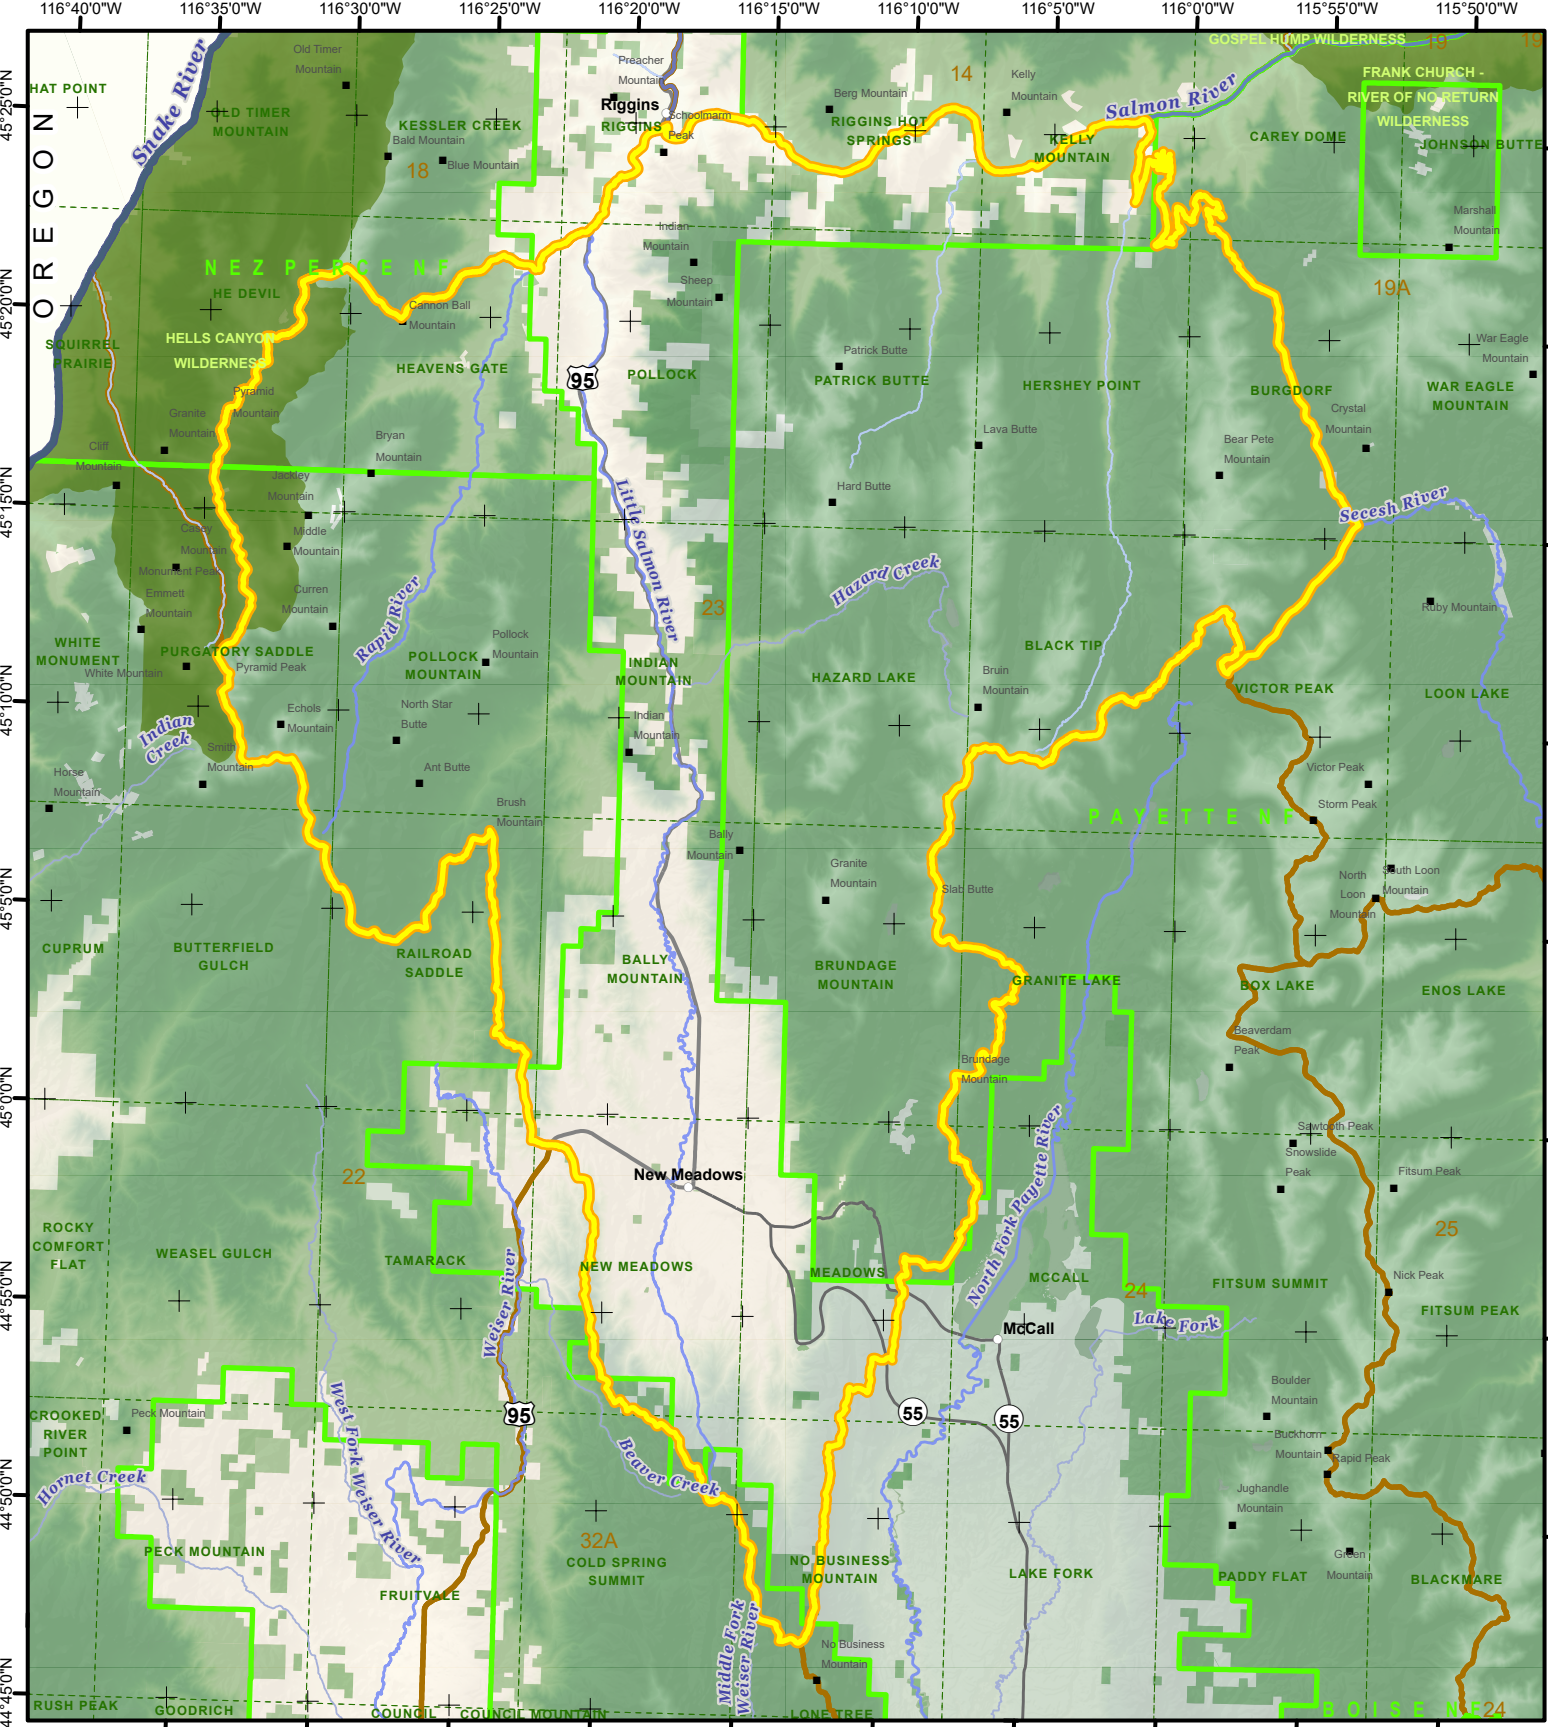 116°40'0"W 116°35'0"W 116°30'0"W 116°25'0"W 116°20'0"W 116°15'0"W 116°10'0"W 116°5'0"W 116°0'0"W 115°55'0"W 115°50'0"W
45°25'0"N
45°20'0"N
45°15'0"N
45°10'0"N
45°5'0"N
45°0'0"N
44°55'0"N
44°50'0"N
44°45'0"N
GOSPEL HUMP WILDERNESS
19
19
Old Timer
Mountain
Snake River
Preacher
Mountain
14
Kelly
Mountain
FRANK CHURCH -
RIVER OF NO RETURN
WILDERNESS
HAT POINT
OLD TIMER
MOUNTAIN
KESSLER CREEK
Riggins
RIGGINS
Schoolmarm
Peak
Berg Mountain
RIGGINS HOT
SPRINGS
Salmon River
KELLY
MOUNTAIN
CAREY DOME
JOHNSON BUTTE
OREGON
Bald Mountain
Blue Mountain
18
Indian
Mountain
Marshall
Mountain
NEZ PERCE NF
HE DEVIL
Sheep
Mountain
19A
Cannon Ball
Mountain
SQUIRREL
PRAIRIE
HELLS CANYON
WILDERNESS
HEAVENS GATE
95
POLLOCK
Patrick Butte
PATRICK BUTTE
HERSHEY POINT
BURGDORF
War Eagle
Mountain
WAR EAGLE
MOUNTAIN
Pyramid
Mountain
Granite
Mountain
Cliff
Mountain
Bryan
Mountain
Lava Butte
Crystal
Mountain
Bear Pete
Mountain
Jackley
Mountain
Hard Butte
Little Salmon River
Secesh River
Casey
Mountain
Middle
Mountain
Monument Peak
Emmett
Mountain
Curren
Mountain
Rapid River
Hazard Creek
23
Ruby Mountain
WHITE
MONUMENT
PURGATORY SADDLE
White Mountain
Pyramid Peak
POLLOCK
MOUNTAIN
Pollock
Mountain
INDIAN
MOUNTAIN
HAZARD LAKE
BLACK TIP
Bruin
Mountain
VICTOR PEAK
LOON LAKE
Indian
Creek
Echols
Mountain
North Star
Butte
Indian
Mountain
Smith
Mountain
Horse
Mountain
Ant Butte
Victor Peak
Storm Peak
Brush
Mountain
PAYETTE NF
Bally
Mountain
Granite
Mountain
Slab Butte
North
Loon
Mountain
South Loon
Mountain
CUPRUM
BUTTERFIELD
GULCH
RAILROAD
SADDLE
BALLY
MOUNTAIN
BRUNDAGE
MOUNTAIN
GRANITE LAKE
BOX LAKE
ENOS LAKE
Beaverdam
Peak
Brundage
Mountain
North Fork Payette River
Sawtooth Peak
Snowslide
Peak
Fitsum Peak
22
New Meadows
ROCKY
COMFORT
FLAT
WEASEL GULCH
TAMARACK
NEW MEADOWS
MEADOWS
MCCALL
25
FITSUM SUMMIT
Nick Peak
24
FITSUM PEAK
Weiser River
McCall
Lake Fork
95
55
55
Boulder
Mountain
CROOKED
RIVER
POINT
Peck Mountain
West Fork Weiser River
Beaver Creek
Buckhorn
Mountain
Rapid Peak
Hornet Creek
Jughandle
Mountain
32A
PECK MOUNTAIN
FRUITVALE
COLD SPRING
SUMMIT
NO BUSINESS
MOUNTAIN
LAKE FORK
Green
Mountain
PADDY FLAT
BLACKMARE
Middle Fork
Weiser River
No Business
Mountain
RUSH PEAK
GOODRICH
COUNCIL
COUNCIL MOUNTAIN
LONE TREE
BOISE NF
24